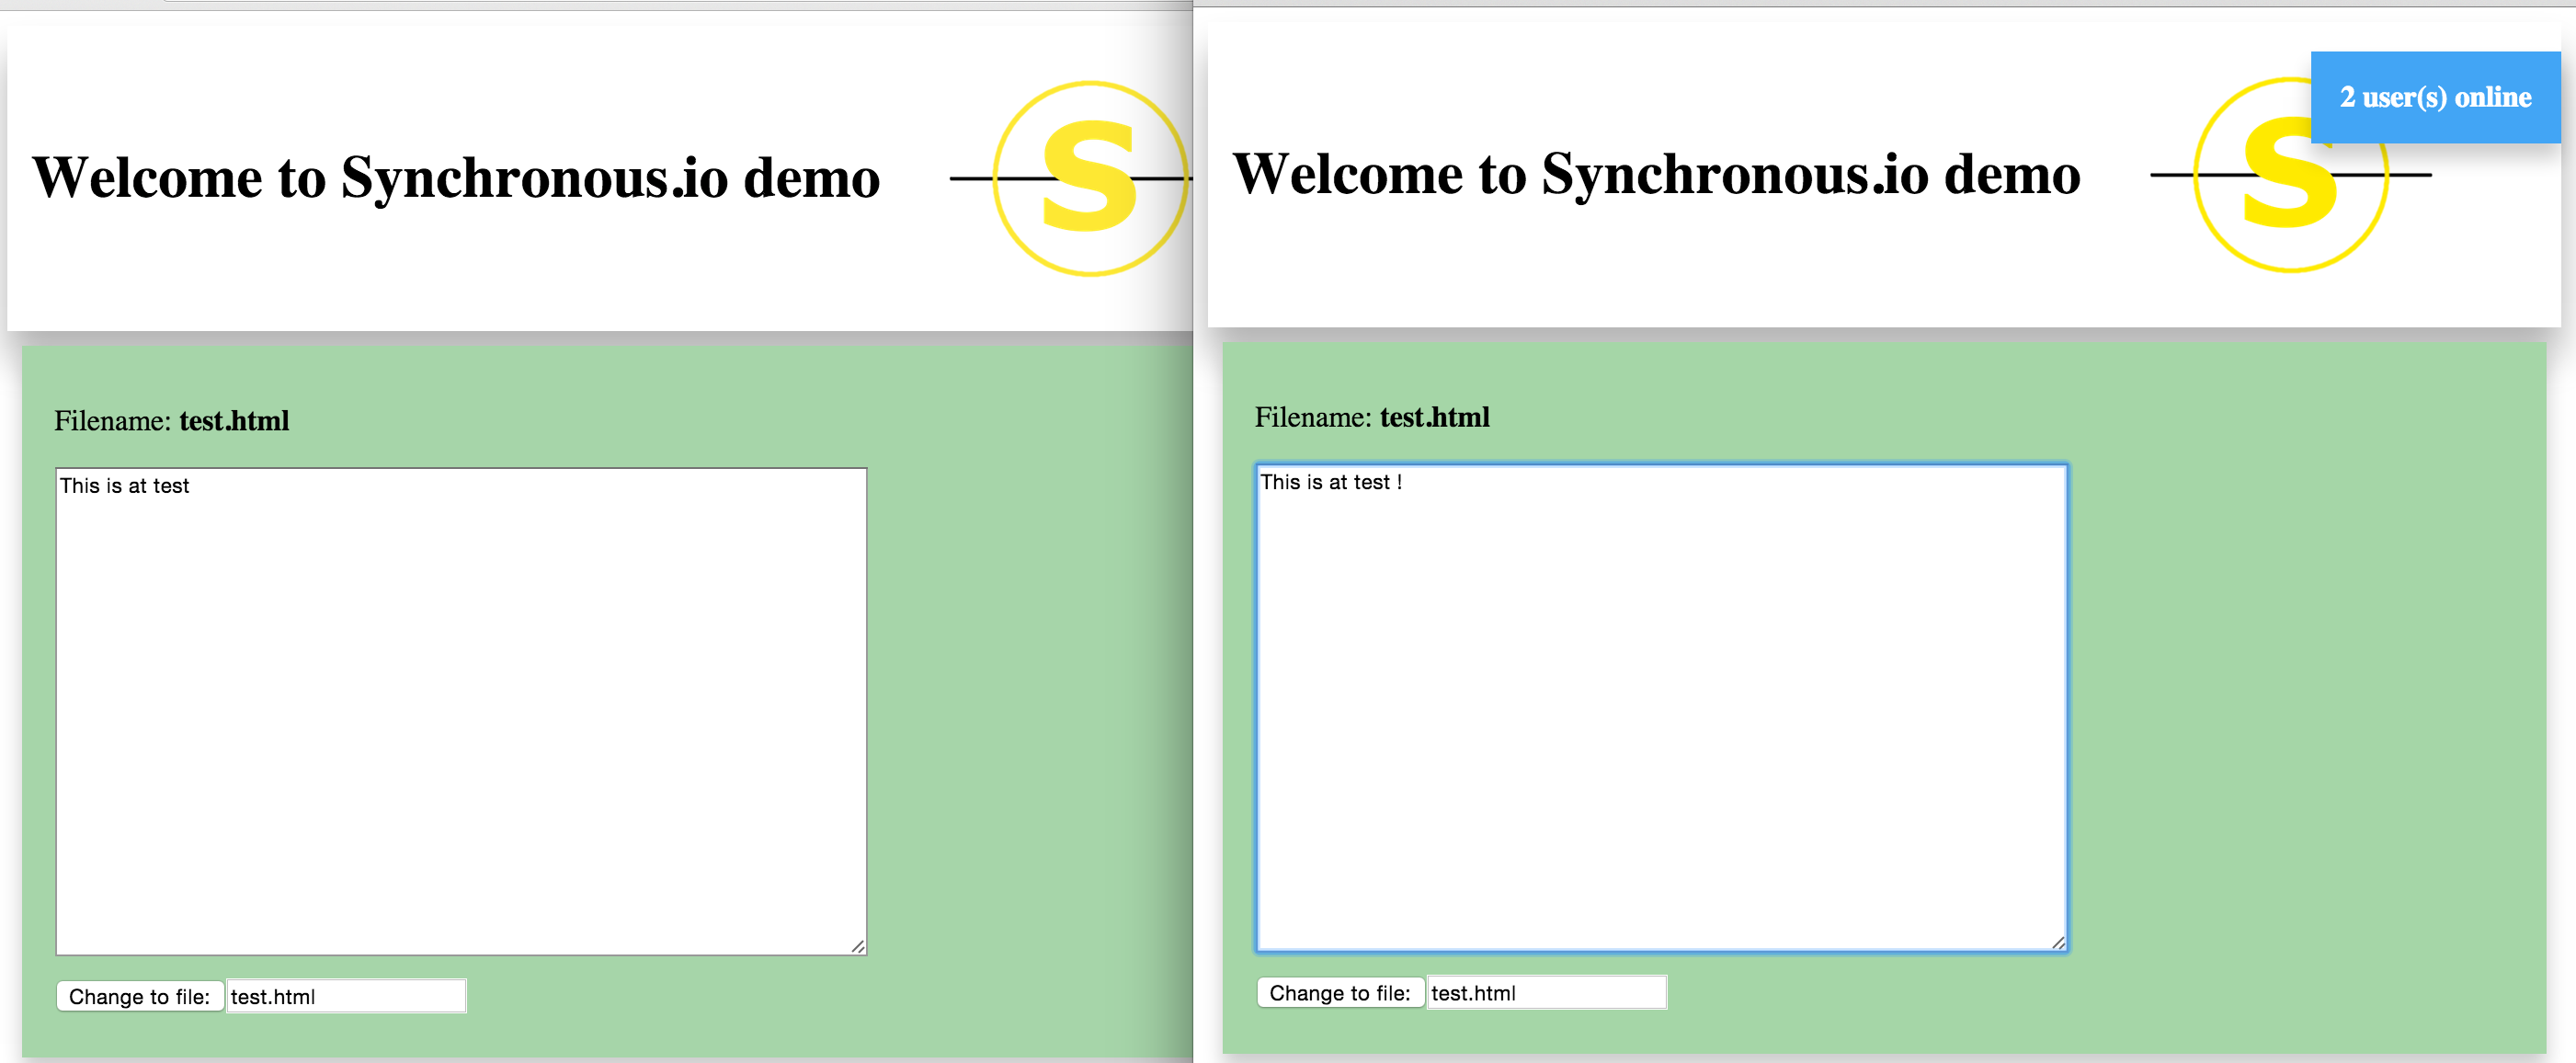 Welcome to Synchronous.io demo
S
Filename: test.html
This is at test
Change to file: test.html
2 user(s) online
Welcome to Synchronous.io demo
S
Filename: test.html
This is at test !
Change to file: test.html